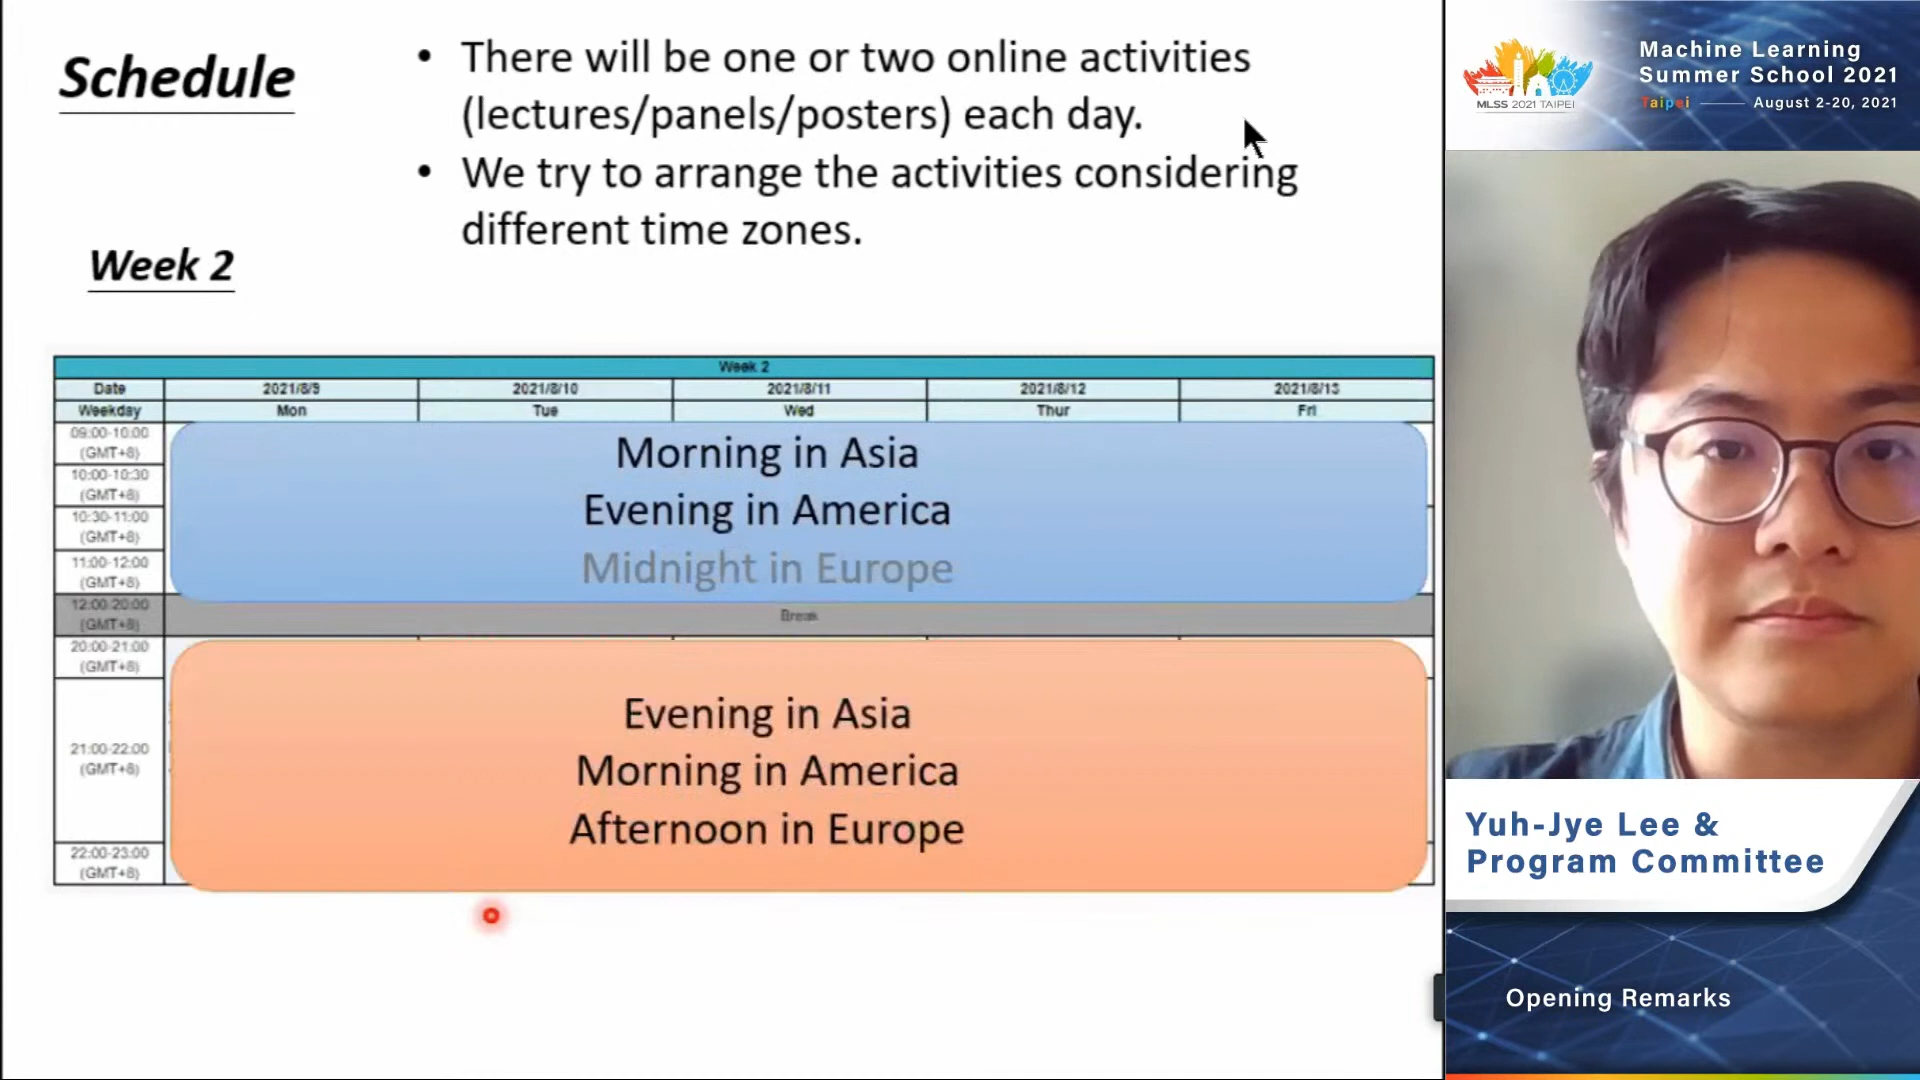 Schedule
• There will be one or two online activities
(lectures/panels/posters) each day.
• We try to arrange the activities considering
different time zones.
Week 2
Week 2
Date 2021/8/9 2021/8/10 2021/8/11 2021/8/12 2021/8/13
Weekday Mon Tue Wed Thur Fri
09:00-10:00
(GMT+8)
10:00-10:30
(GMT+8)
10:30-11:00
(GMT+8)
11:00-12:00
(GMT+8)
Morning in Asia
Evening in America
Midnight in Europe
12:00-20:00
(GMT+8)
Break
20:00-21:00
(GMT+8)
21:00-22:00
(GMT+8)
22:00-23:00
(GMT+8)
Evening in Asia
Morning in America
Afternoon in Europe
MLSS 2021 TAIPEI
Machine Learning
Summer School 2021
Taipei August 2-20, 2021
Yuh-Jye Lee &
Program Committee
Opening Remarks